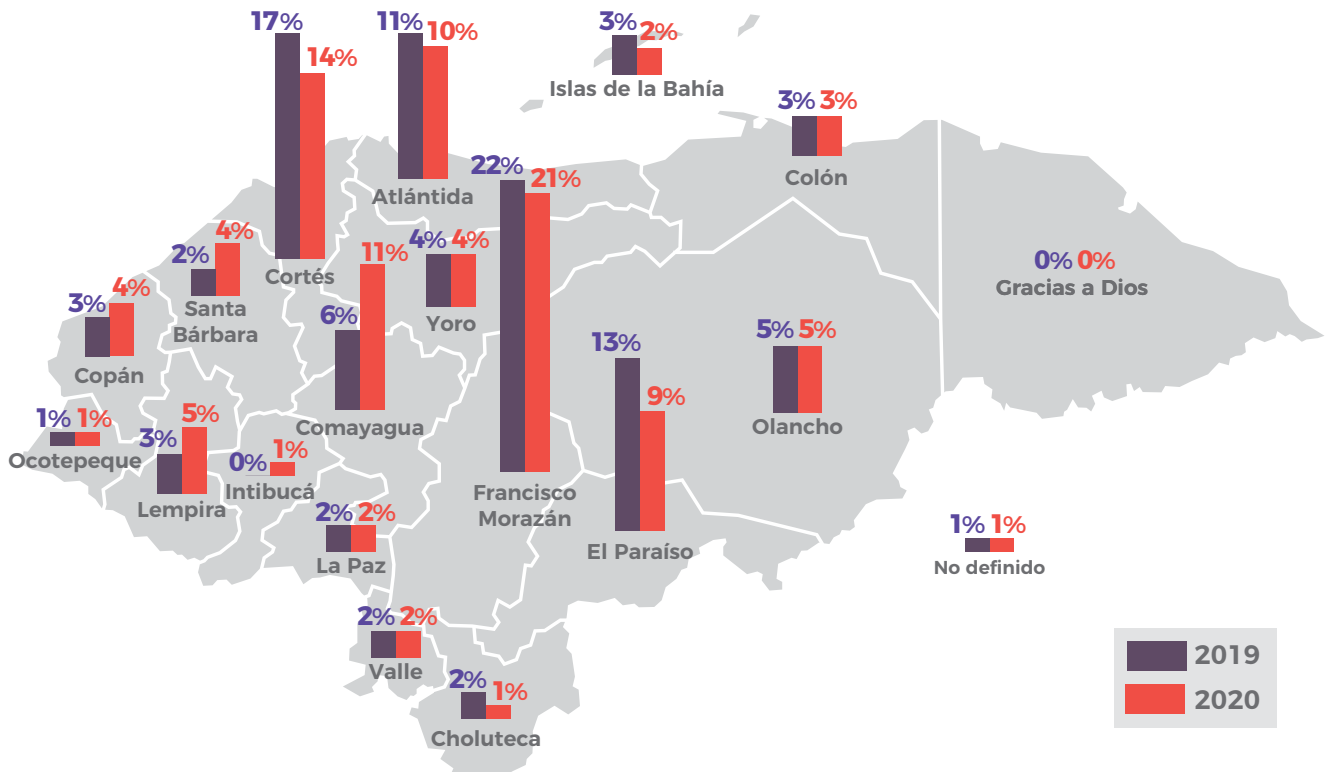 17%
14%
Cortés
11%
10%
Atlántida
3%
2%
Islas de la Bahía
3% 3%
Colón
22%
21%
Francisco
Morazán
2%
4%
Santa
Bárbara
4% 4%
Yoro
6%
11%
Comayagua
3%
4%
Copán
0% 0%
Gracias a Dios
13%
9%
El Paraíso
5% 5%
Olancho
1% 1%
Ocotepeque
3%
5%
Lempira
0%
1%
Intibucá
2% 2%
La Paz
1% 1%
No definido
2% 2%
Valle
2%
1%
Choluteca
2019
2020